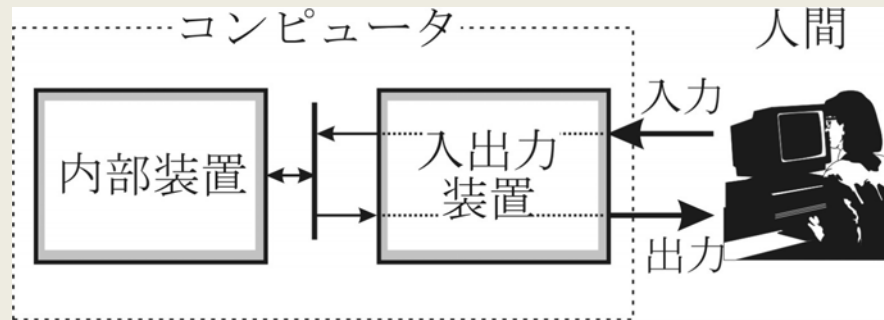 コンピュータ
人間
内部装置
入出力
装置
入力
出力